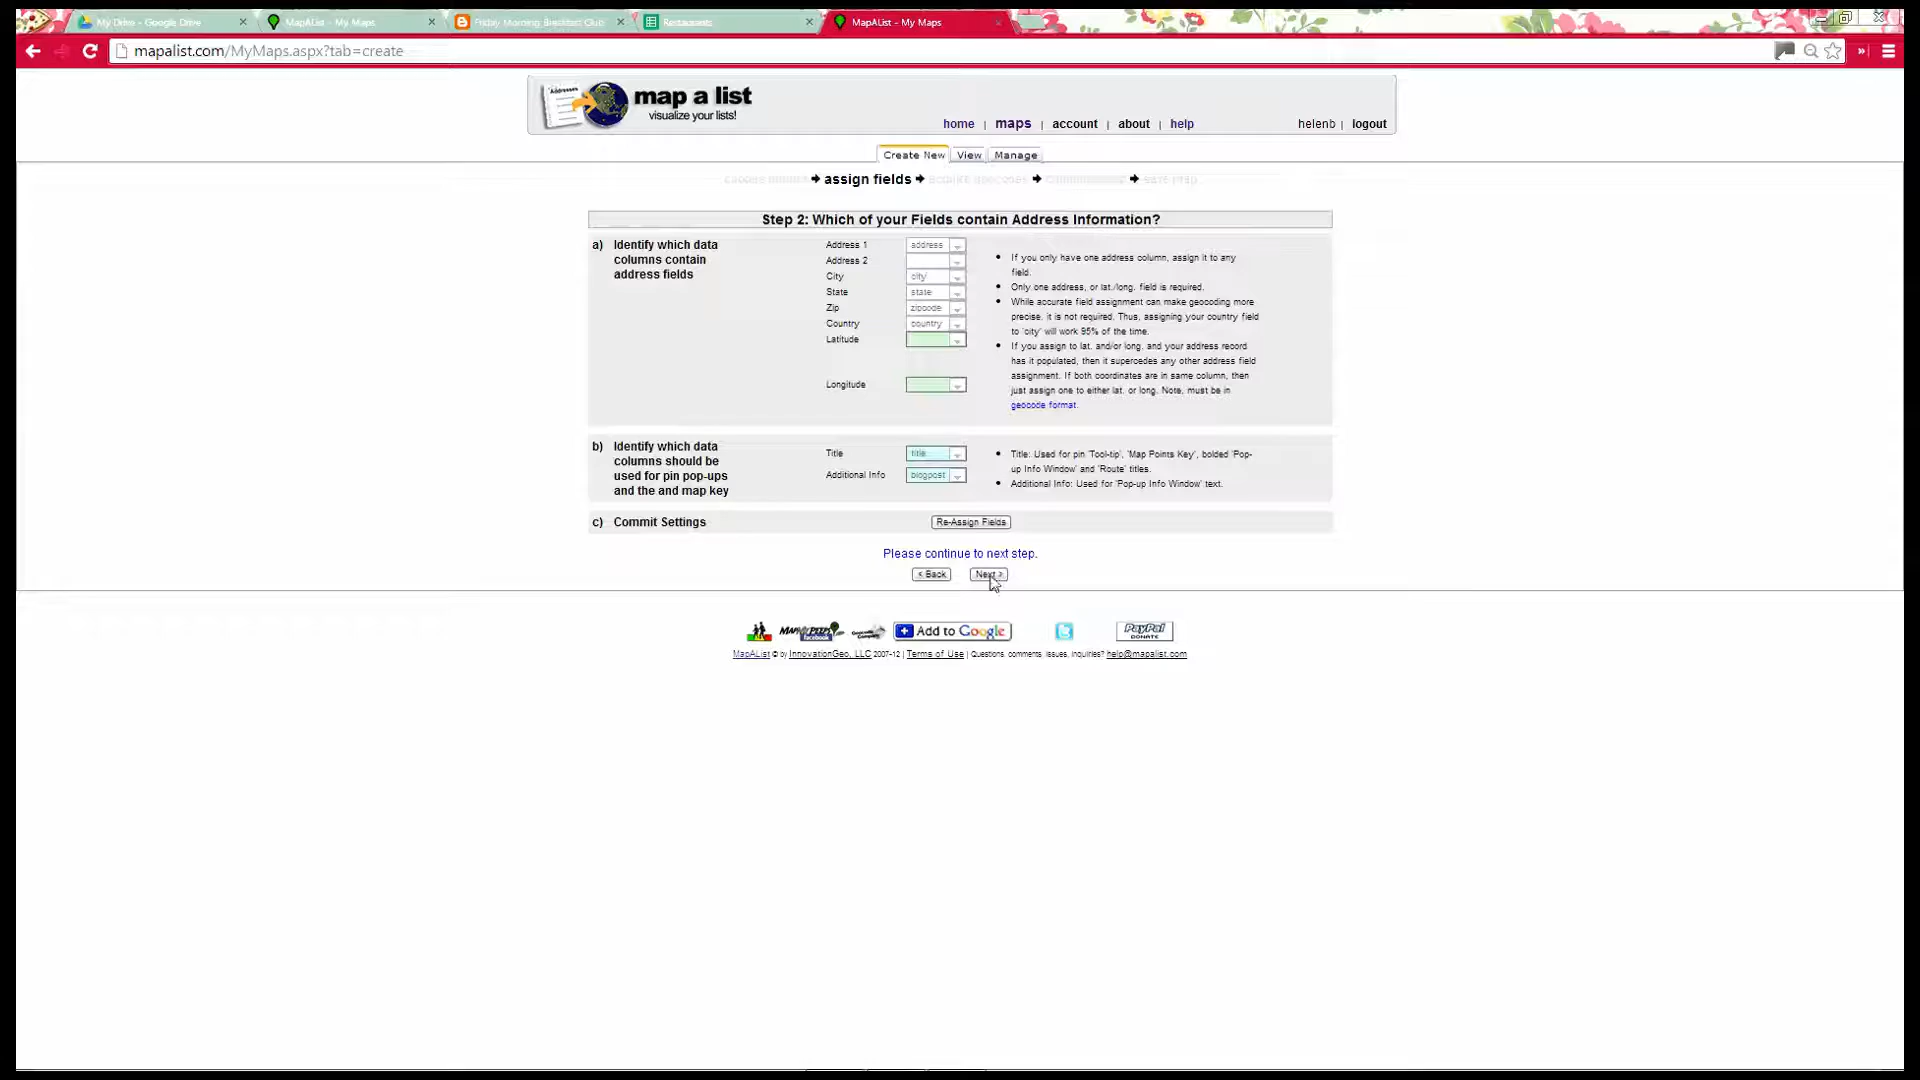 My Drive - Google Drive
MapAList - My Maps
Friday Morning Breakfast Club
Restaurants
MapAList - My Maps
mapalist.com/MyMaps.aspx?tab=create
Addresses
map a list
visualize your lists!
home | maps | account | about | help
helenb | logout
Create New
View
Manage
assign fields
save map
Step 2: Which of your Fields contain Address Information?
a) Identify which data
columns contain
address fields
Address 1 address
Address 2
City city
State state
Zip zipcode
Country country
Latitude
Longitude
If you only have one address column, assign it to any
field.
Only one address, or lat./long. field is required.
While accurate field assignment can make geocoding more
precise, it is not required. Thus, assigning your country field
to 'city' will work 95% of the time.
If you assign to lat. and/or long. and your address record
has it populated, then it supercedes any other address field
assignment. If both coordinates are in same column, then
just assign one to either lat. or long. Note, must be in
geocode format.
b) Identify which data
columns should be
used for pin pop-ups
and the and map key
Title title
Additional Info blogpost
Title: Used for pin 'Tool-tip', 'Map Points Key', bolded 'Pop-
up Info Window' and 'Route' titles.
Additional Info: Used for 'Pop-up Info Window' text.
c) Commit Settings
Re-Assign Fields
Please continue to next step.
< Back
Next >
Add to Google
PayPal
DONATE
MapAList © by InnovationGeo, LLC 2007-12 | Terms of Use | Questions, comments, issues, inquiries? help@mapalist.com